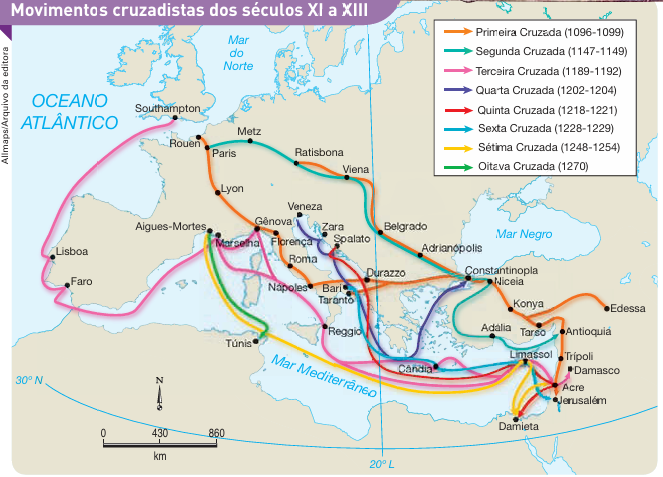 Movimentos cruzadistas dos séculos XI a XIII
Allmaps/Arquivo da editora
Primeira Cruzada (1096-1099)
Segunda Cruzada (1147-1149)
Terceira Cruzada (1189-1192)
Quarta Cruzada (1202-1204)
Quinta Cruzada (1218-1221)
Sexta Cruzada (1228-1229)
Sétima Cruzada (1248-1254)
Oitava Cruzada (1270)
Mar
do
Norte
OCEANO
ATLÂNTICO
Southampton
Rouen
Paris
Metz
Ratisbona
Viena
Lyon
Veneza
Zara
Spalato
Belgrado
Adrianópolis
Mar Negro
Aigues-Mortes
Marselha
Gênova
Florença
Roma
Nápoles
Bari
Taranto
Durazzo
Constantinopla
Niceia
Lisboa
Faro
Konya
Edessa
Adália
Tarso
Antioquia
Reggio
Túnis
Mar Mediterrâneo
Cândia
Limassol
Trípoli
Damasco
Acre
Jerusalém
Damieta
30º N
N
0 430 860
km
20º L